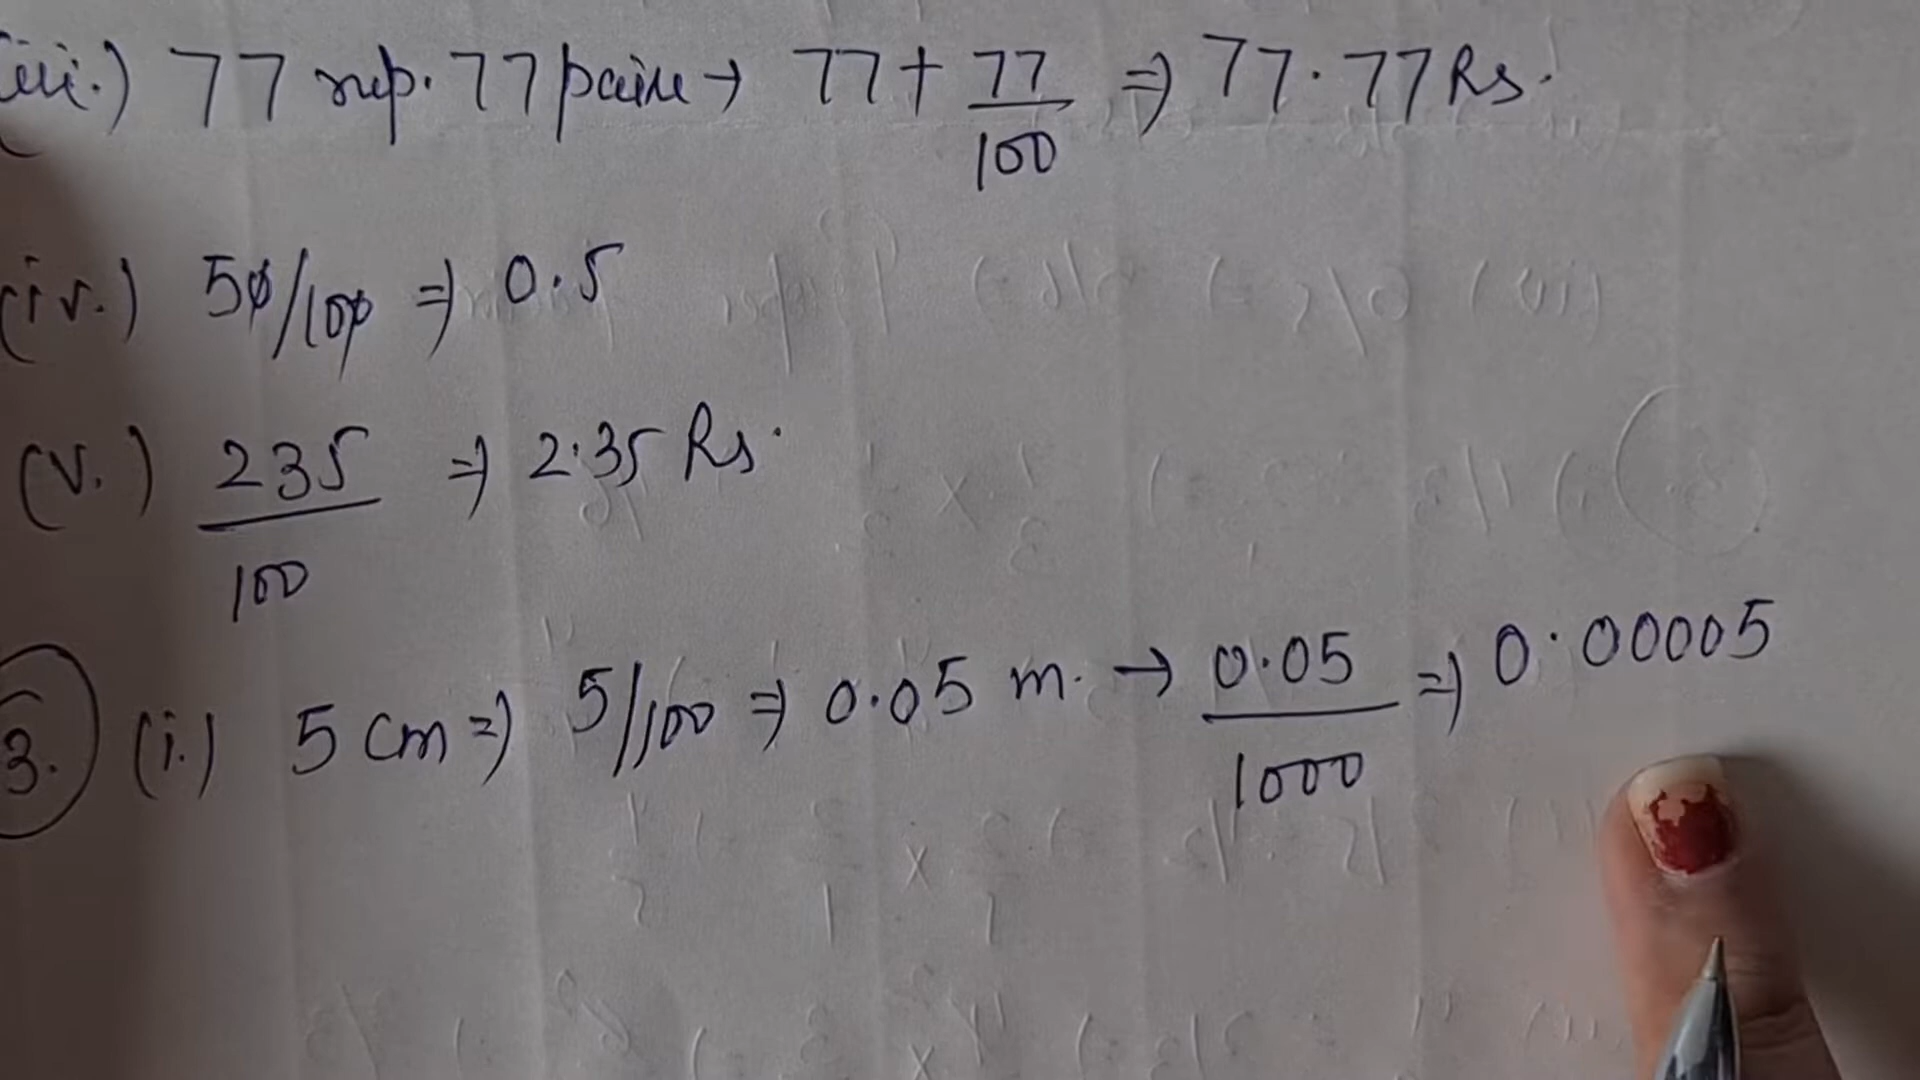 (iii.) 77 rup. 77 paise → 77 + 77/100 ⇒ 77.77 Rs.
(iv.) 50/100 ⇒ 0.5
(v.) 235/100 ⇒ 2.35 Rs.
3. (i.) 5 cm ⇒ 5/100 ⇒ 0.05 m. → 0.05/1000 ⇒ 0.00005